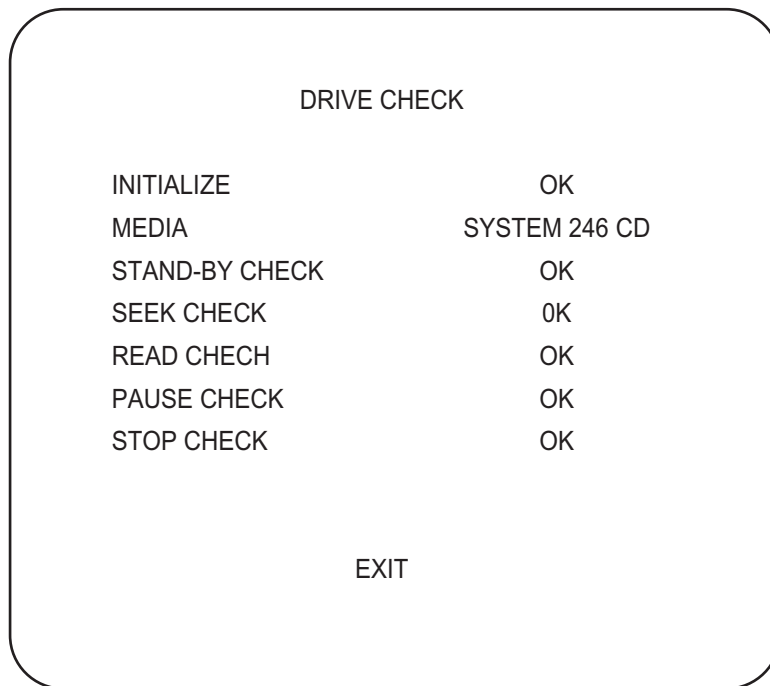 DRIVE CHECK
INITIALIZE OK
MEDIA SYSTEM 246 CD
STAND-BY CHECK OK
SEEK CHECK 0K
READ CHECH OK
PAUSE CHECK OK
STOP CHECK OK
EXIT